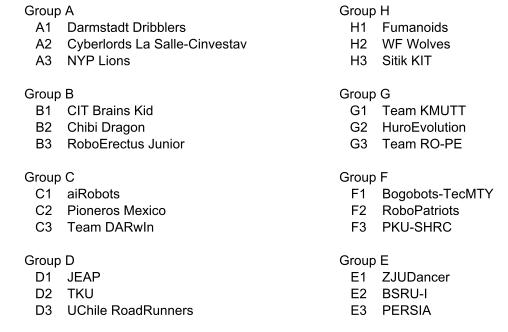 Group A
A1 Darmstadt Dribblers
A2 Cyberlords La Salle-Cinvestav
A3 NYP Lions
Group B
B1 CIT Brains Kid
B2 Chibi Dragon
B3 RoboErectus Junior
Group C
C1 aiRobots
C2 Pioneros Mexico
C3 Team DARwIn
Group D
D1 JEAP
D2 TKU
D3 UChile RoadRunners
Group H
H1 Fumanoids
H2 WF Wolves
H3 Sitik KIT
Group G
G1 Team KMUTT
G2 HuroEvolution
G3 Team RO-PE
Group F
F1 Bogobots-TecMTY
F2 RoboPatriots
F3 PKU-SHRC
Group E
E1 ZJUDancer
E2 BSRU-I
E3 PERSIA